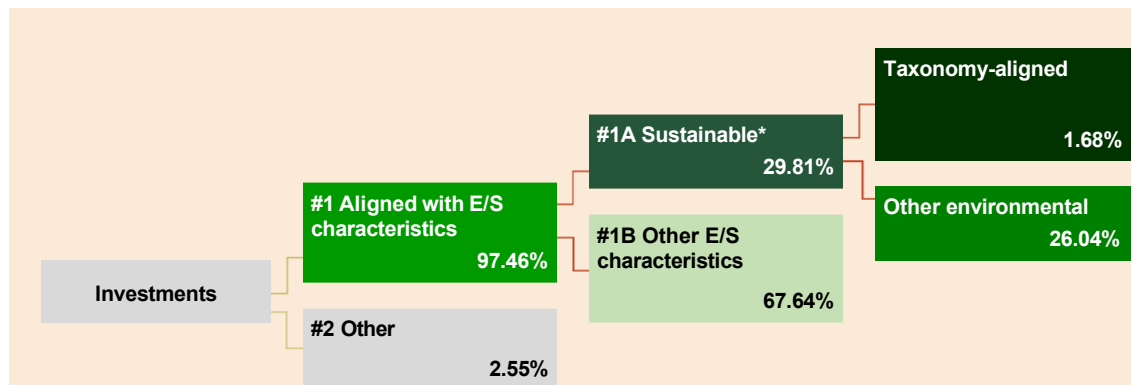 Taxonomy-aligned
1.68%
#1A Sustainable*
29.81%
#1 Aligned with E/S
characteristics
97.46%
Other environmental
26.04%
#1B Other E/S
characteristics
67.64%
Investments
#2 Other
2.55%